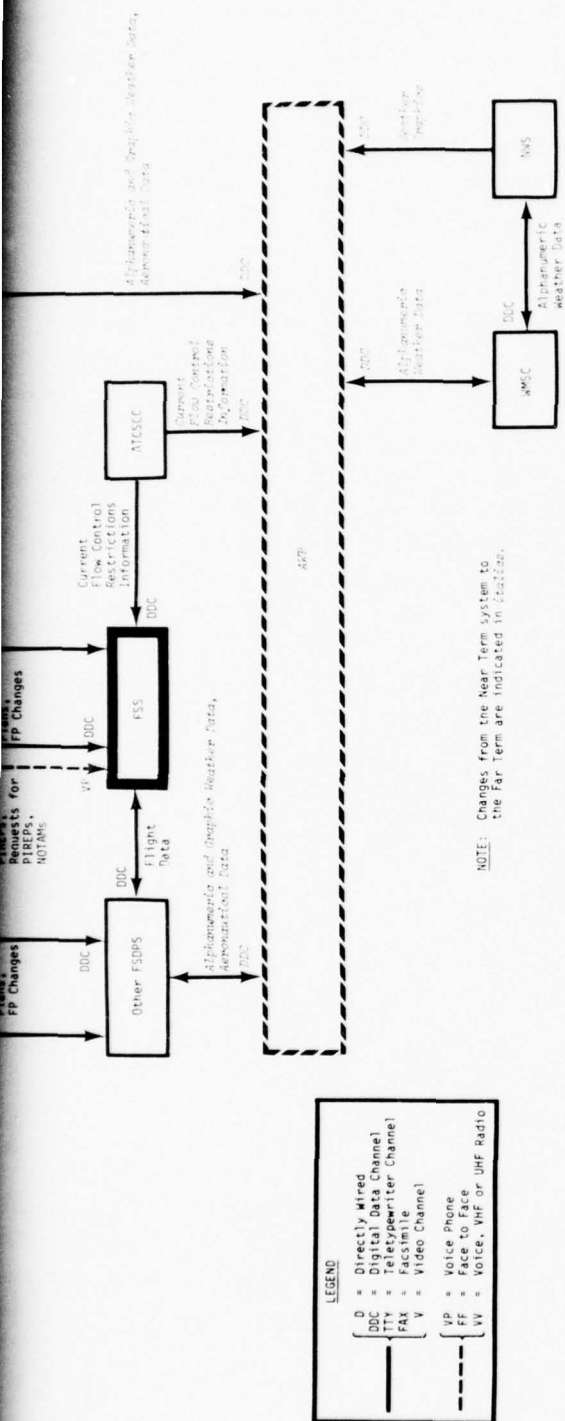 FP Changes
DDC
Requests for
PIREPS,
NOTAMs
VP
DDC
FP Changes
Other FSDPS
DDC
Flight
Data
FSS
DDC
Current
Flow Control
Restrictions
Information
ATCSCC
Current
Flow Control
Restrictions
Information
DDC
Alphanumeric and Graphic Weather Data,
Aeronautical Data
DDC
Alphanumeric and Graphic Weather Data,
Aeronautical Data
DDC
AWP
DDC
Alphanumeric
Weather Data
DDC
Weather
Graphics
WMSC
DDC
Alphanumeric
Weather Data
NWS
NOTE: Changes from the Near Term system to
the Far Term are indicated in italics.
LEGEND
D = Directly Wired
DDC = Digital Data Channel
TTY = Teletypewriter Channel
FAX = Facsimile
V = Video Channel
VP = Voice Phone
FF = Face to Face
VV = Voice, VHF or UHF Radio